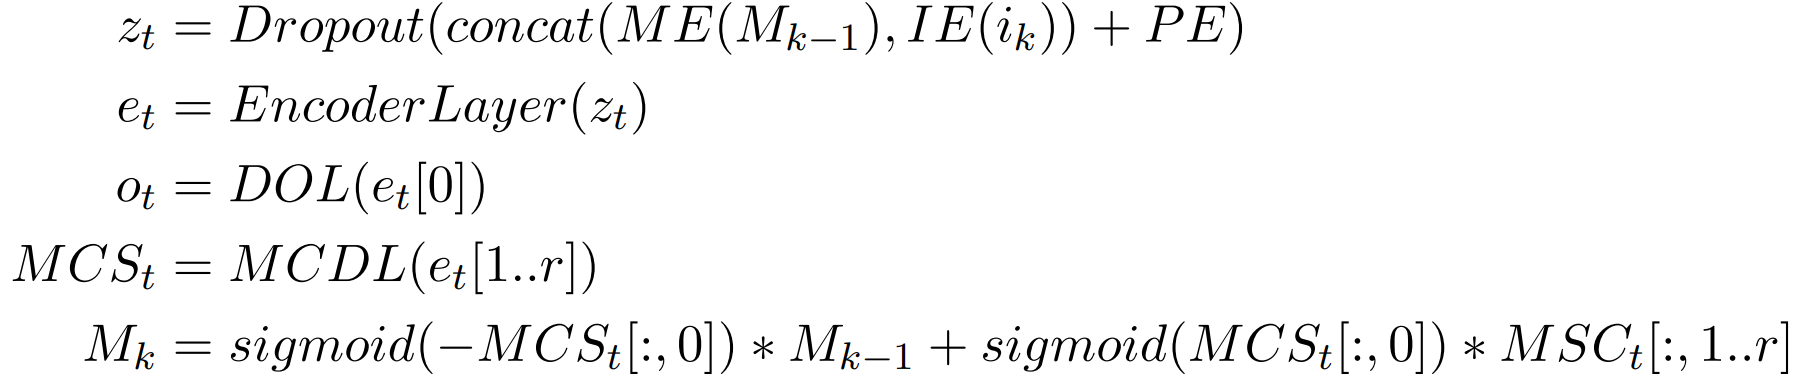 z_t = Dropout(concat(ME(M_{k-1}), IE(i_k)) + PE)
e_t = EncoderLayer(z_t)
o_t = DOL(e_t[0])
MCS_t = MCDL(e_t[1..r])
M_k = sigmoid(-MCS_t[:, 0]) * M_{k-1} + sigmoid(MCS_t[:, 0]) * MSC_t[:, 1..r]